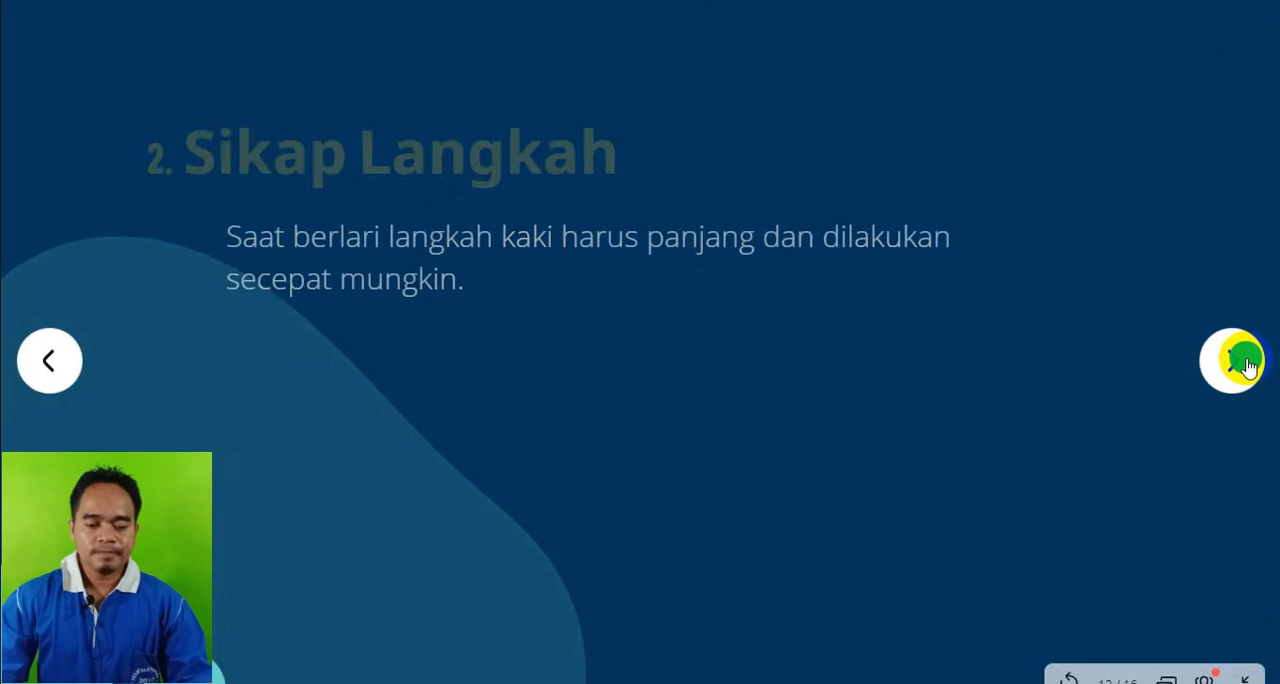 2. Sikap Langkah
Saat berlari langkah kaki harus panjang dan dilakukan
secepat mungkin.